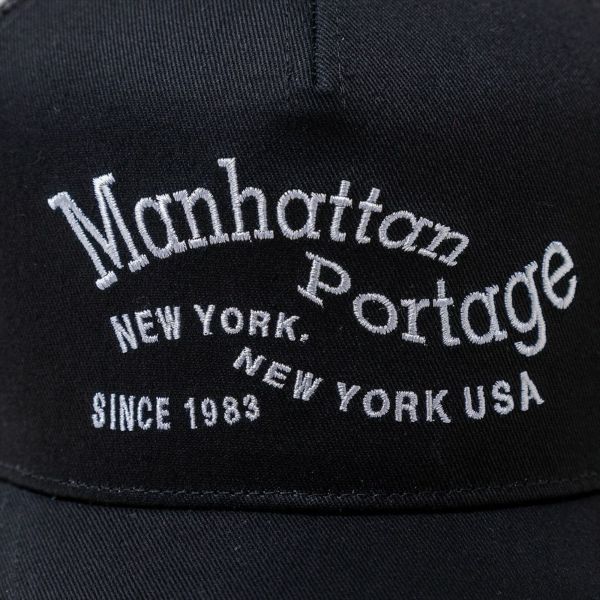 Manhattan
Portage
NEW YORK.
NEW YORK USA
SINCE 1983